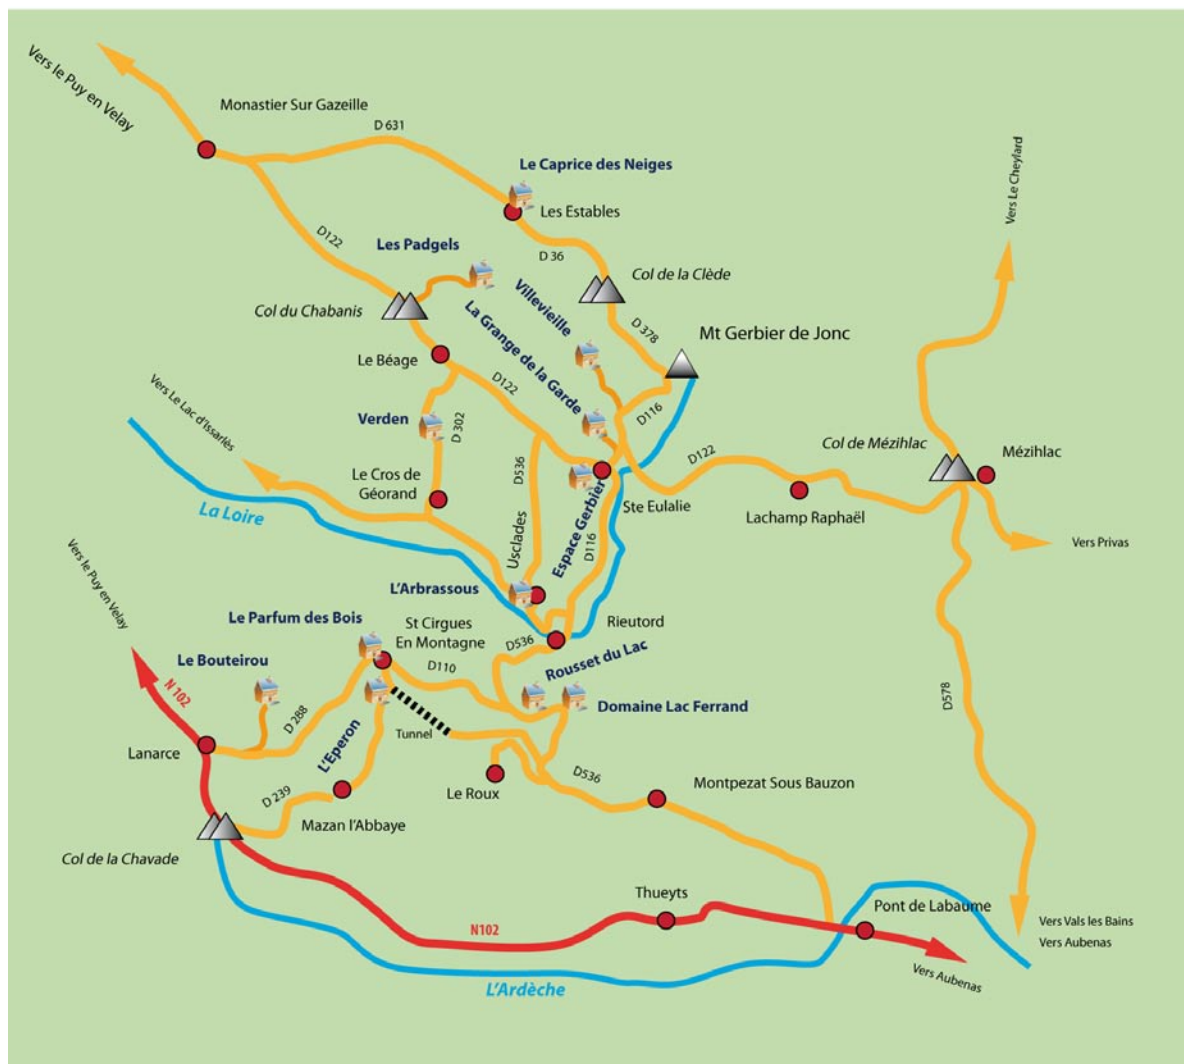 Vers le Puy en Velay
Monastier Sur Gazeille
D 631
Le Caprice des Neiges
Les Estables
Vers Le Cheylard
D122
Les Padgels
D 36
Col de la Clède
Villevieille
Col du Chabanis
La Grange de la Garde
D 378
Mt Gerbier de Jonc
Le Béage
D122
D116
Vers Le Lac d'Issarlès
Verden
D 302
Col de Mézihlac
Mézihlac
D122
D536
Le Cros de
Géorand
Ste Eulalie
Lachamp Raphaël
La Loire
Usclades
Espace Gerbier
D116
Vers Privas
Vers le Puy en Velay
L'Arbrassous
Le Parfum des Bois
St Cirgues
En Montagne
Rieutord
D536
Le Bouteirou
D110
Rousset du Lac
N 102
D 288
Domaine Lac Ferrand
D578
L'Eperon
Tunnel
Lanarce
D 239
Le Roux
D536
Montpezat Sous Bauzon
Mazan l'Abbaye
Col de la Chavade
Thueyts
Pont de Labaume
N102
Vers Vals les Bains
Vers Aubenas
Vers Aubenas
L'Ardèche